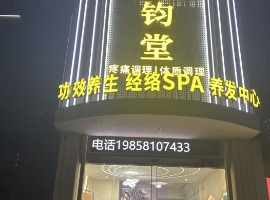 钧堂
疼痛调理 | 体质调理
功效养生 经络SPA 养发中心
电话19858107433